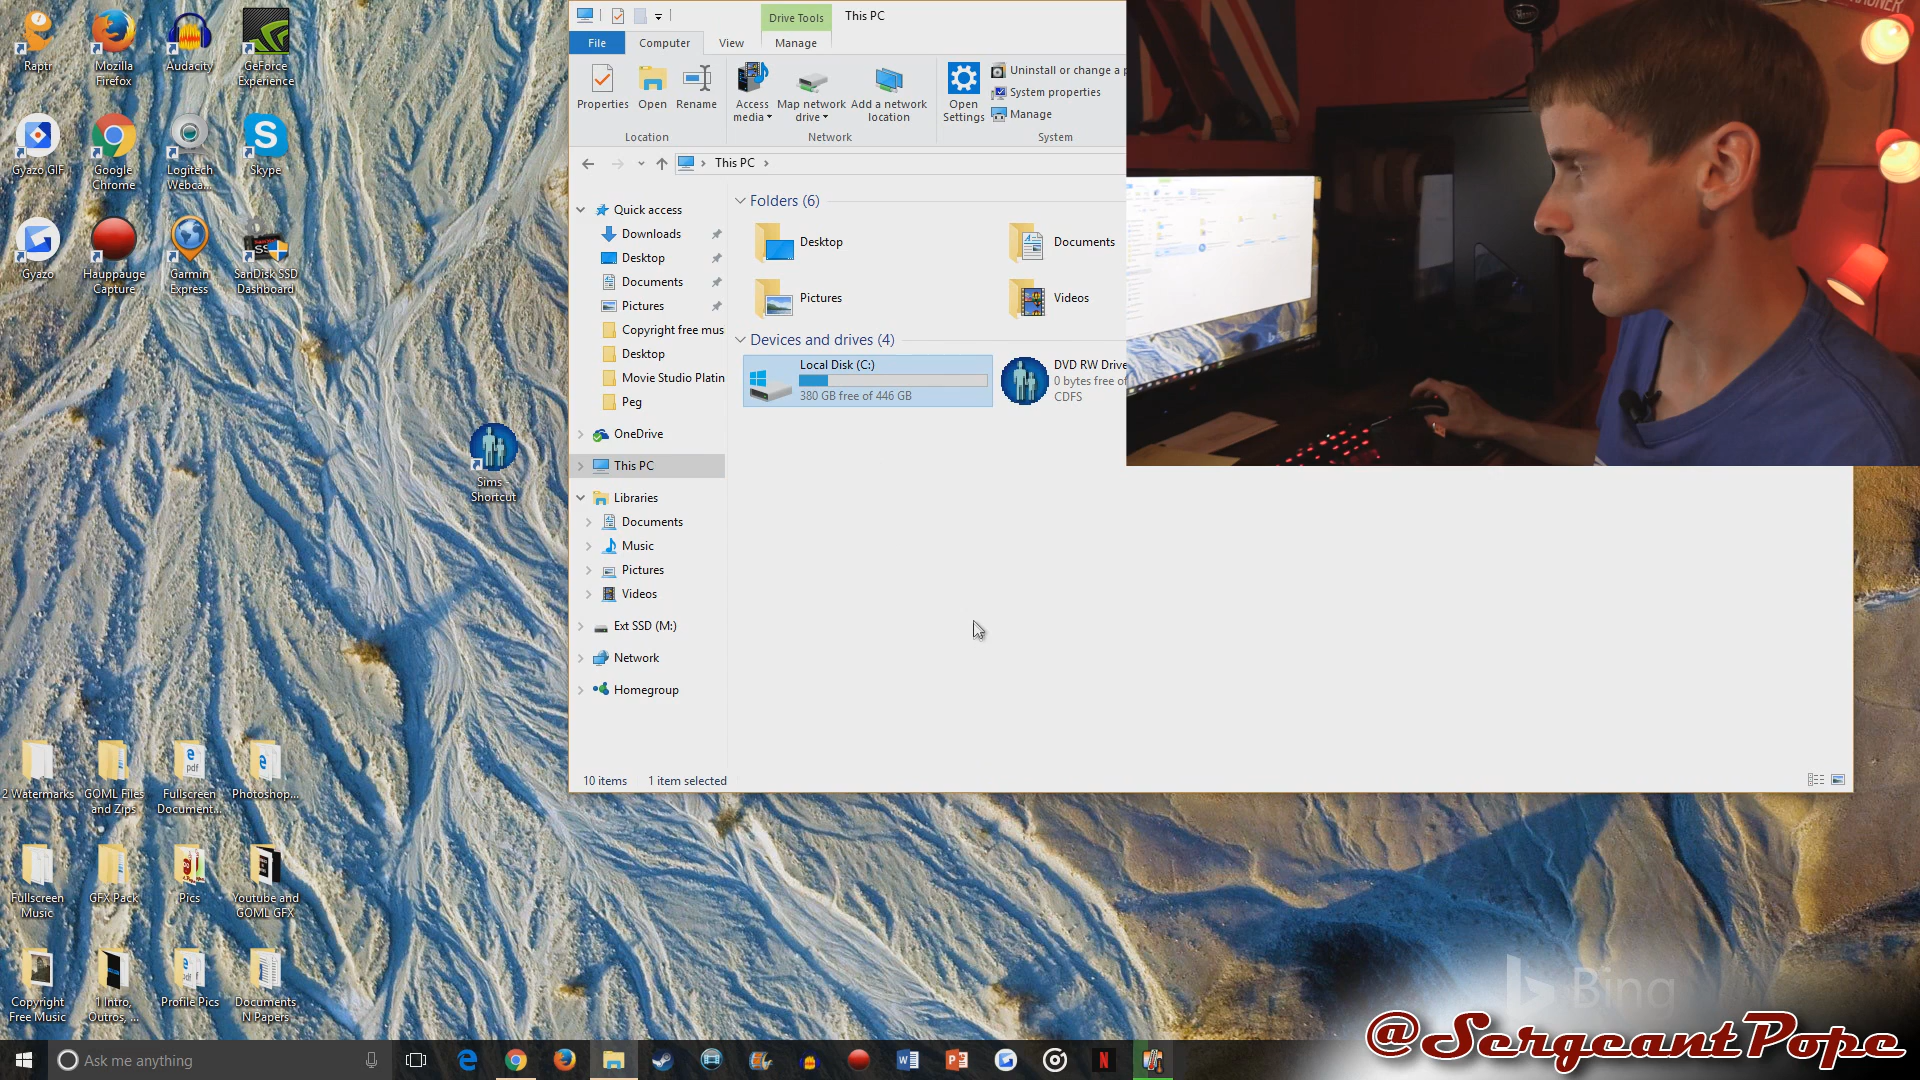 Raptr
Mozilla
Firefox
Audacity
GeForce
Experience
Gyazo GIF
Google
Chrome
Logitech
Webca...
Skype
Gyazo
Hauppauge
Capture
Garmin
Express
SanDisk SSD
Dashboard
Sims -
Shortcut
2 Watermarks
GOML Files
and Zips
Fullscreen
Document...
Photoshop...
Fullscreen
Music
GFX Pack
Pics
Youtube and
GOML GFX
Copyright
Free Music
1 Intro,
Outros, ...
Profile Pics
Documents
N Papers
Drive Tools
This PC
File
Computer
View
Manage
Properties
Open
Rename
Access
media
Map network
drive
Add a network
location
Open
Settings
Uninstall or change a p
System properties
Manage
Location
Network
System
This PC
Quick access
Downloads
Desktop
Documents
Pictures
Copyright free mus
Desktop
Movie Studio Platin
Peg
OneDrive
This PC
Libraries
Documents
Music
Pictures
Videos
Ext SSD (M:)
Network
Homegroup
Folders (6)
Desktop
Documents
Pictures
Videos
Devices and drives (4)
Local Disk (C:)
380 GB free of 446 GB
DVD RW Drive
0 bytes free of
CDFS
10 items
1 item selected
Bing
@SergeantPope
Ask me anything